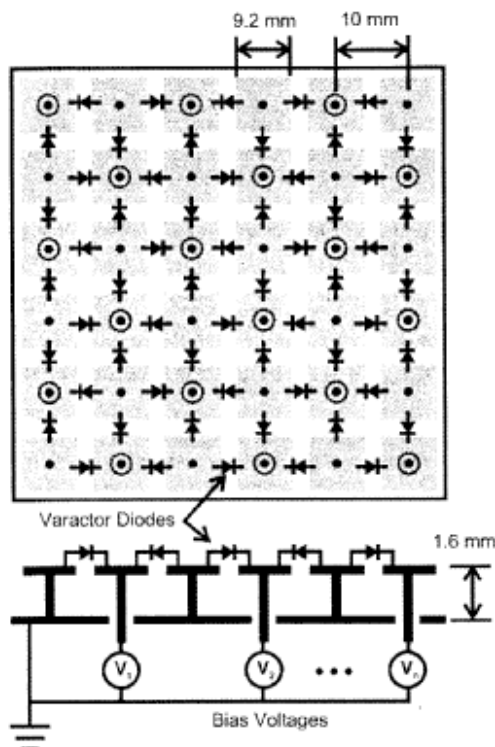 9.2 mm
10 mm
Varactor Diodes
1.6 mm
V₁
V₂
Vₙ
Bias Voltages